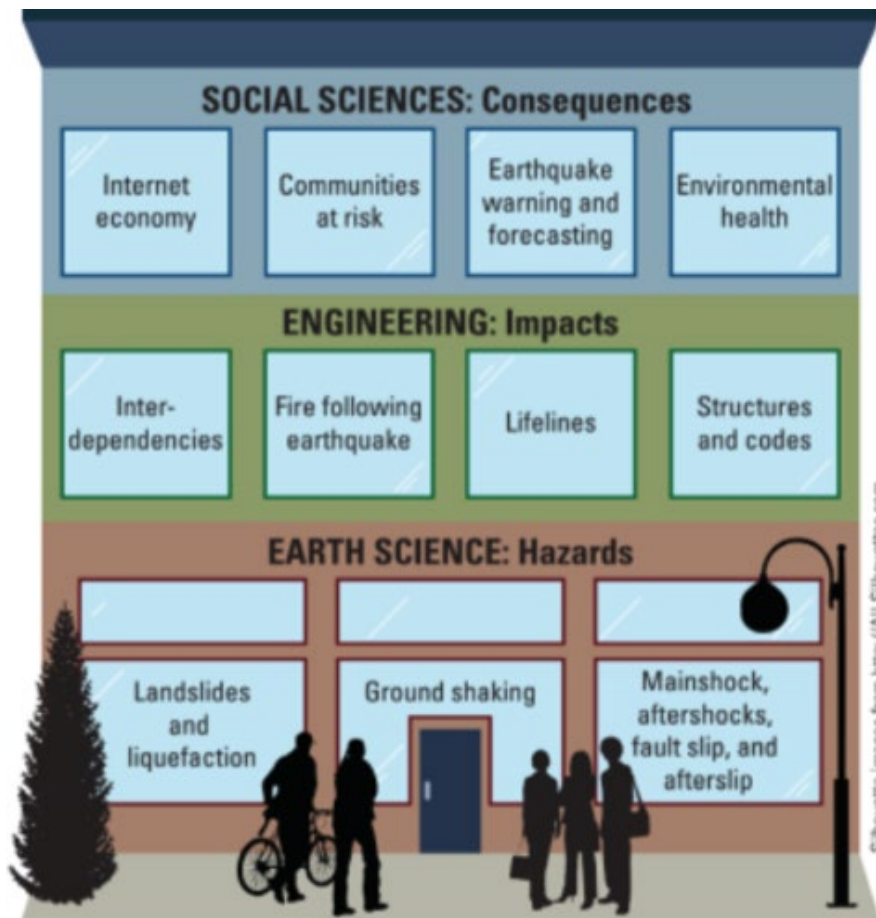 SOCIAL SCIENCES: Consequences
Internet
economy
Communities
at risk
Earthquake
warning and
forecasting
Environmental
health
ENGINEERING: Impacts
Inter-
dependencies
Fire following
earthquake
Lifelines
Structures
and codes
EARTH SCIENCE: Hazards
Landslides
and
liquefaction
Ground shaking
Mainshock,
aftershocks,
fault slip, and
afterslip